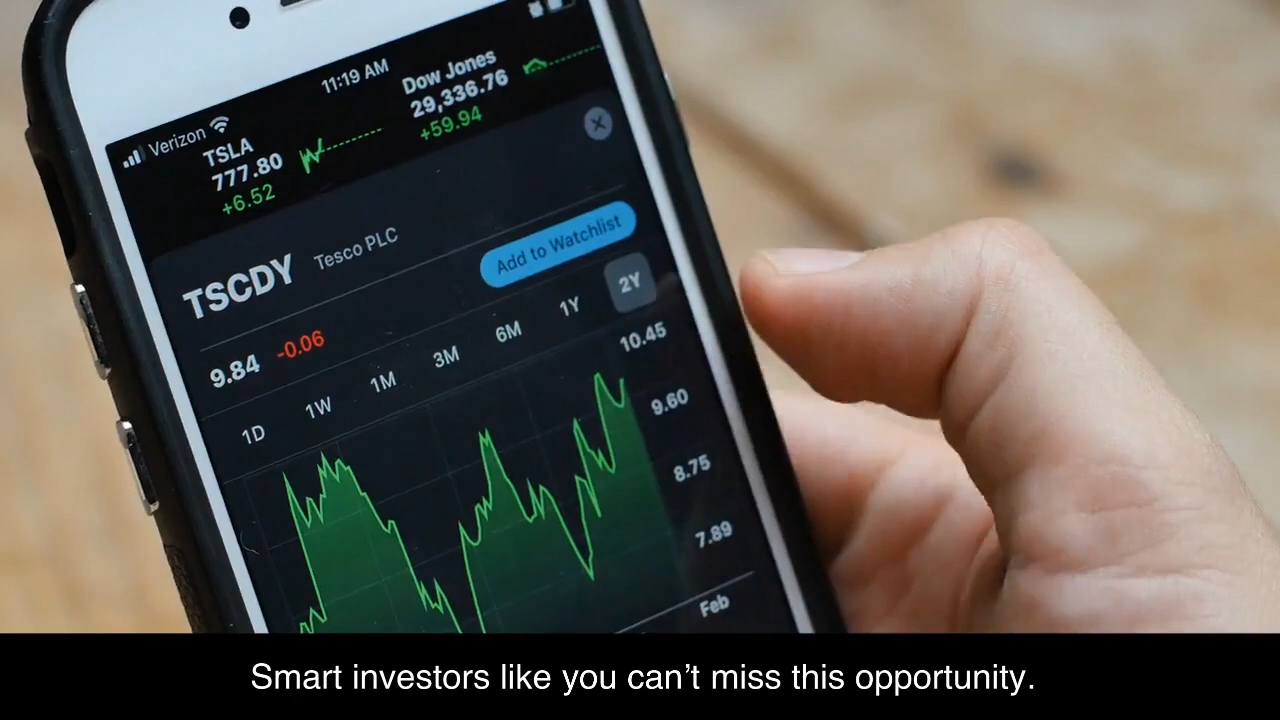 11:19 AM
Verizon
TSLA
777.80
+6.52
Dow Jones
29,336.76
+59.94
TSCDY Tesco PLC
Add to Watchlist
9.84 -0.06
1D 1W 1M 3M 6M 1Y 2Y
10.45
9.60
8.75
7.89
Feb
Smart investors like you can’t miss this opportunity.